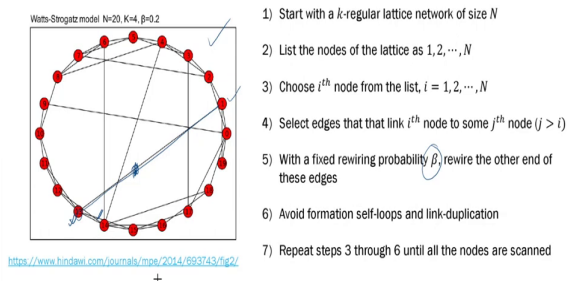 Watts-Strogatz model N=20, K=4, β=0.2
1) Start with a k-regular lattice network of size N
2) List the nodes of the lattice as 1, 2, ⋯, N
3) Choose iᵗʰ node from the list, i = 1, 2, ⋯, N
4) Select edges that that link iᵗʰ node to some jᵗʰ node (j > i)
5) With a fixed rewiring probability β, rewire the other end of
these edges
6) Avoid formation self-loops and link-duplication
7) Repeat steps 3 through 6 until all the nodes are scanned
https://www.hindawi.com/journals/mpe/2014/693743/fig2/